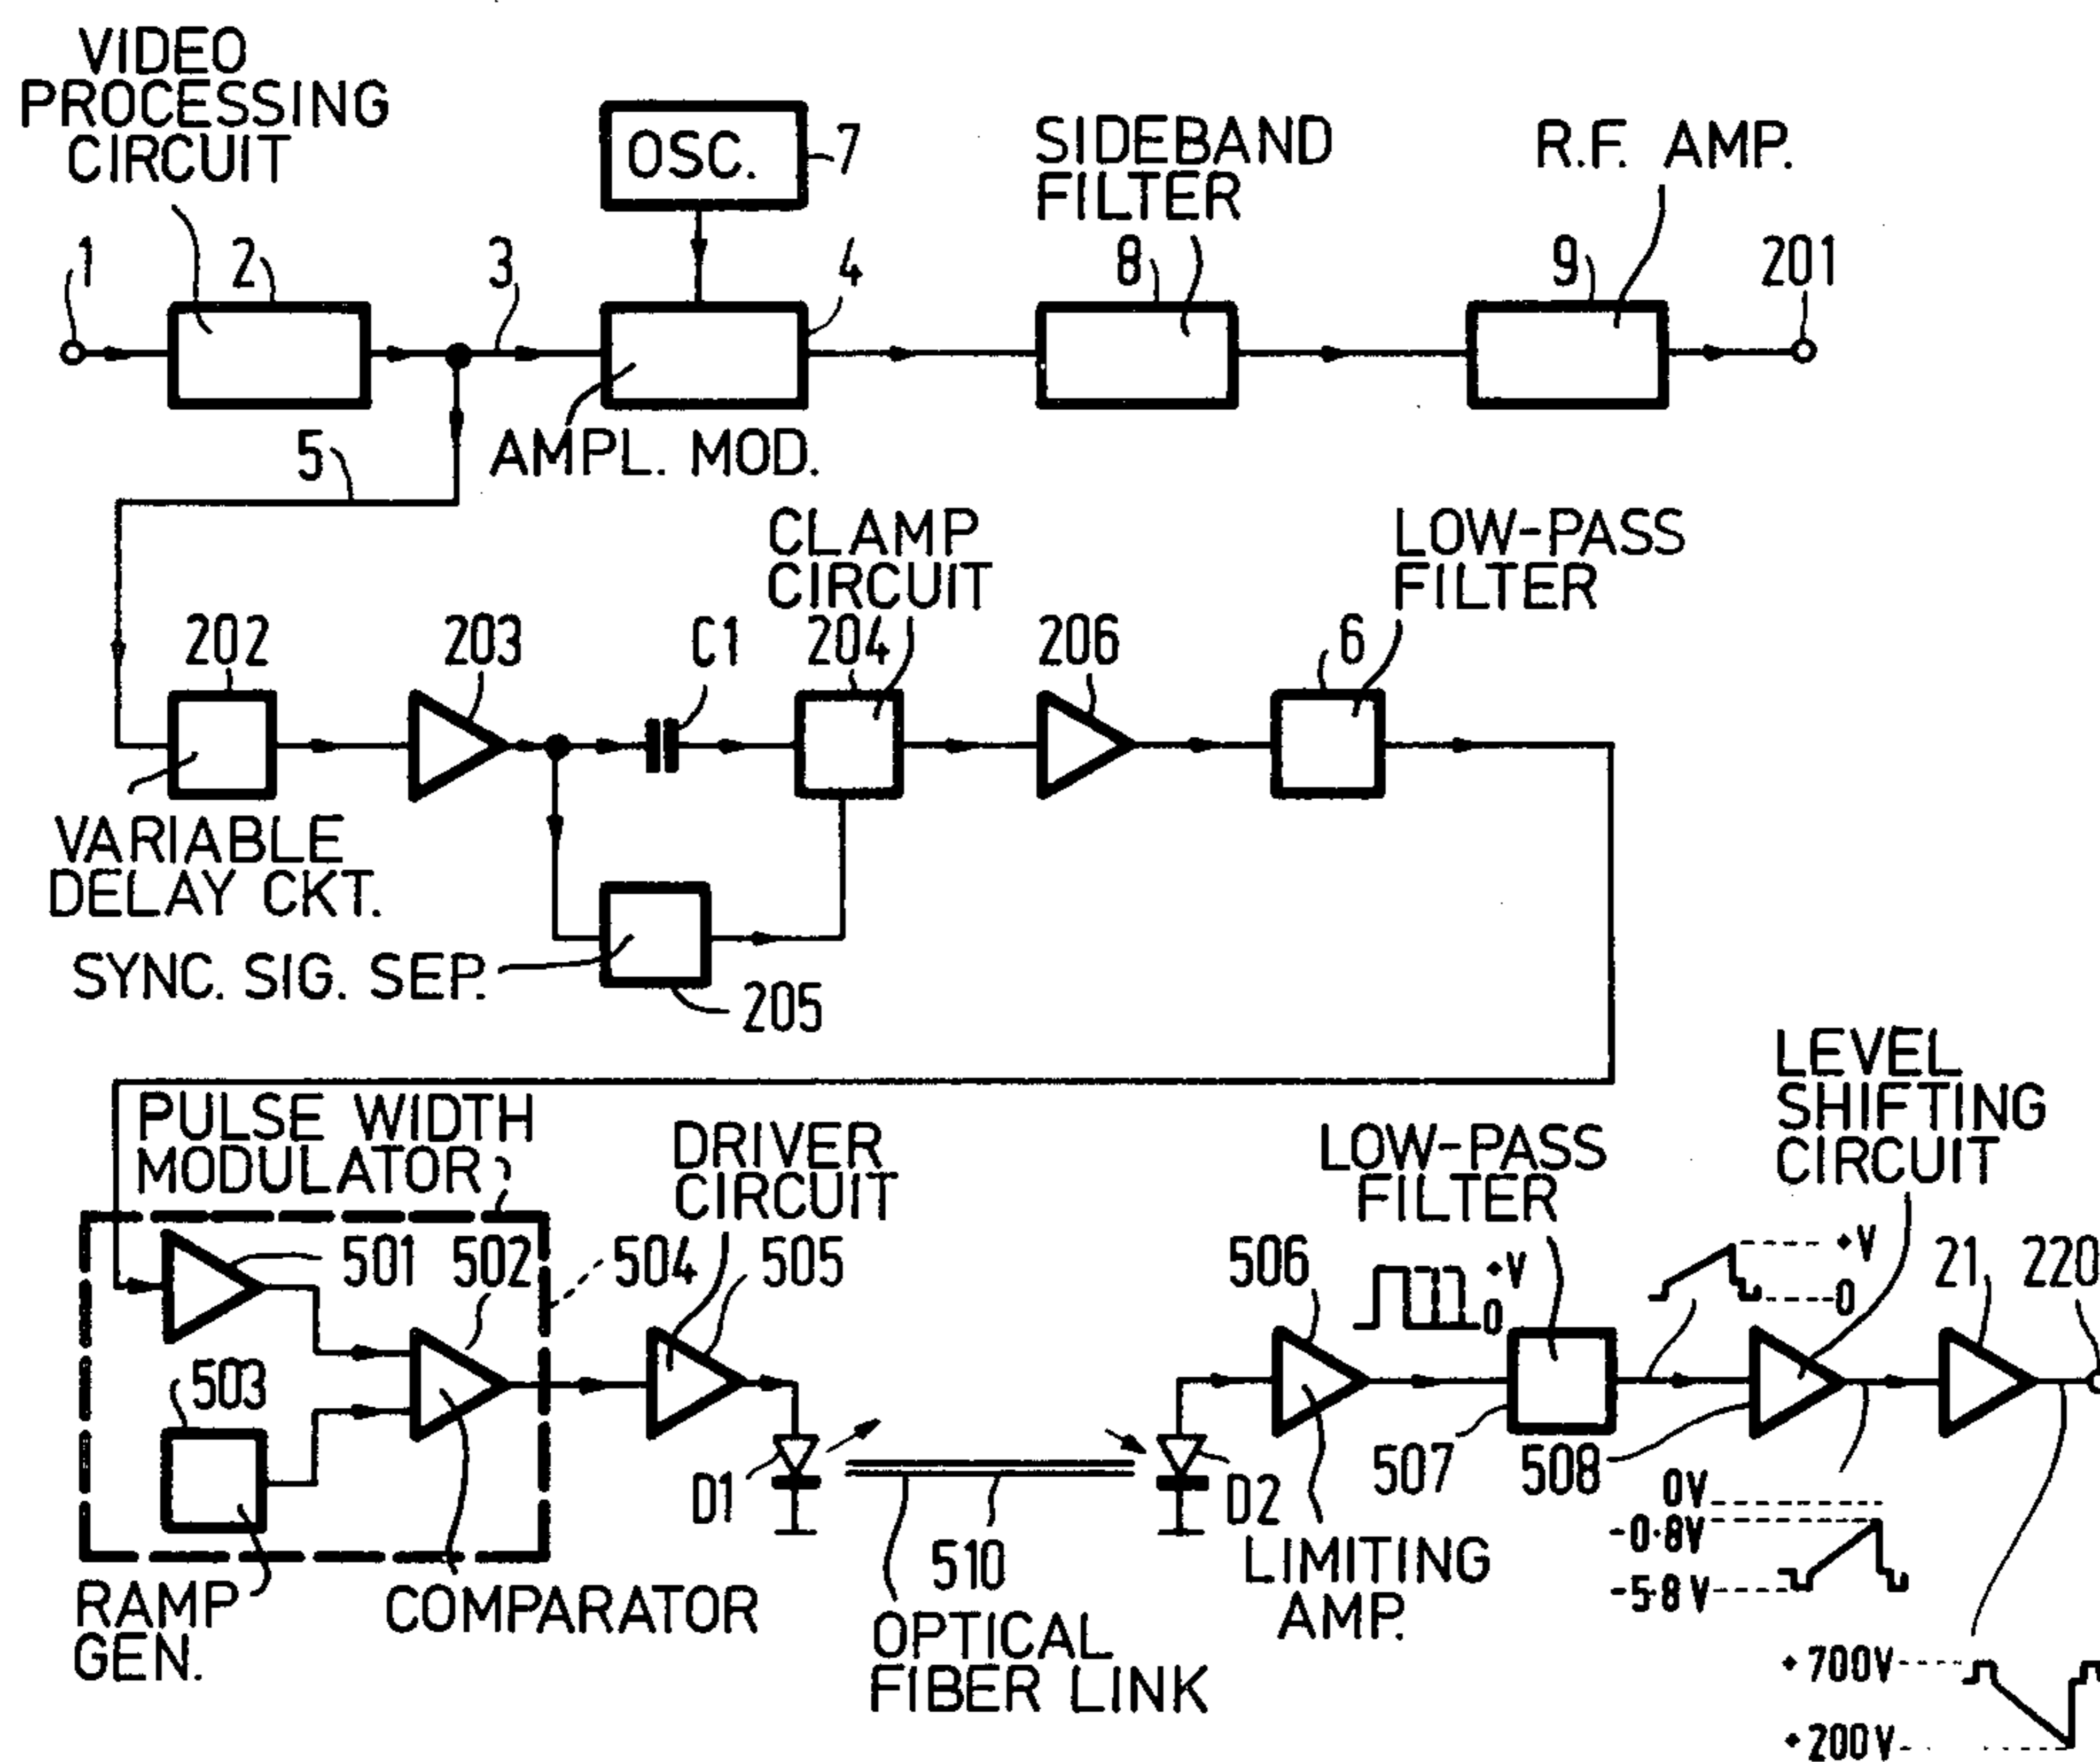 VIDEO
PROCESSING
CIRCUIT
OSC.
7
SIDEBAND
FILTER
R.F. AMP.
1
2
3
4
8
9
201
5
AMPL. MOD.
CLAMP
CIRCUIT
LOW-PASS
FILTER
202
203
C1
204
206
6
VARIABLE
DELAY CKT.
SYNC. SIG. SEP.
205
PULSE WIDTH
MODULATOR
DRIVER
CIRCUIT
LOW-PASS
FILTER
LEVEL
SHIFTING
CIRCUIT
501
502
504
505
506
+V
0
+V
0
21
220
503
D1
D2
507
508
510
0V
-0·8V
-5·8V
RAMP
GEN.
COMPARATOR
OPTICAL
FIBER LINK
LIMITING
AMP.
+700V
+200V